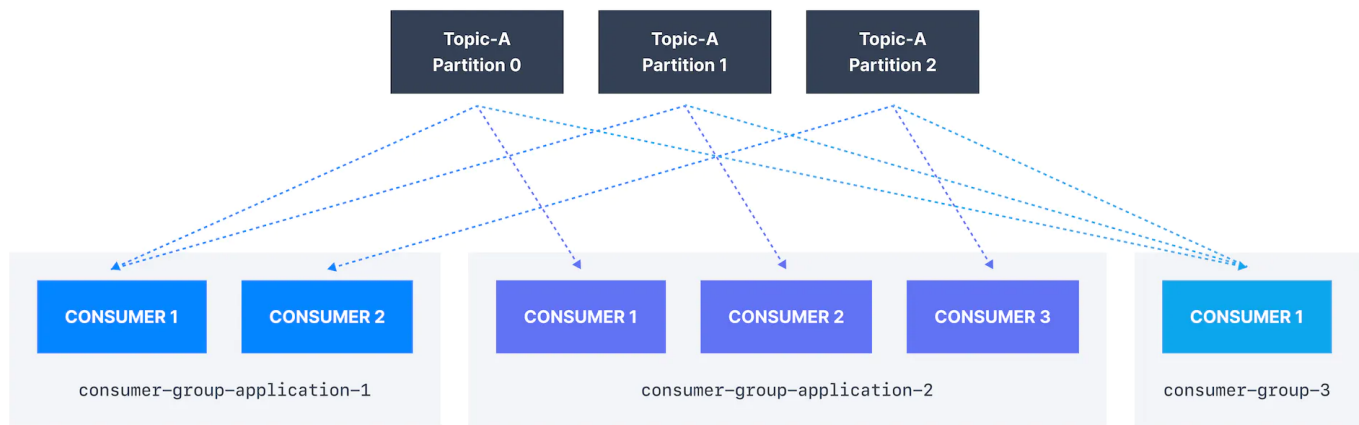 Topic-A
Partition 0
Topic-A
Partition 1
Topic-A
Partition 2
CONSUMER 1
CONSUMER 2
consumer-group-application-1
CONSUMER 1
CONSUMER 2
CONSUMER 3
consumer-group-application-2
CONSUMER 1
consumer-group-3